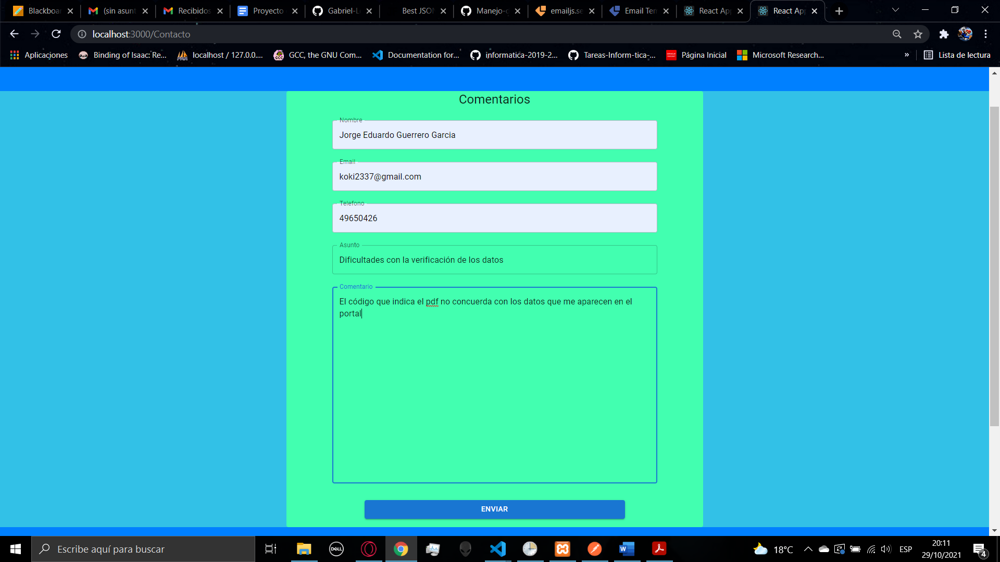 Blackboar
(sin asunt
Recibidos
Proyecto
Gabriel-L
Best JSON
Manejo-d
emailjs.se
Email Tem
React Ap
React Ap
localhost:3000/Contacto
Aplicaciones
Binding of Isaac: Re...
localhost / 127.0.0....
GCC, the GNU Com...
Documentation for...
informatica-2019-2...
Tareas-Inform-tica-...
Página Inicial
Microsoft Research...
»
Lista de lectura
Comentarios
Nombre
Jorge Eduardo Guerrero Garcia
Email
koki2337@gmail.com
Telefono
49650426
Asunto
Dificultades con la verificación de los datos
Comentario
El código que indica el pdf no concuerda con los datos que me aparecen en el
portal
ENVIAR
Escribe aquí para buscar
DELL
18°C
ESP
20:11
29/10/2021
4